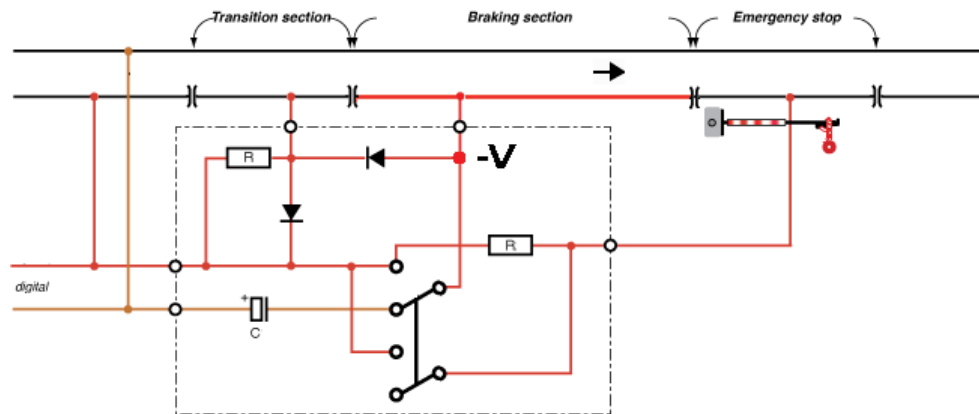 Transition section
Braking section
Emergency stop
R
-V
R
digital
+
C